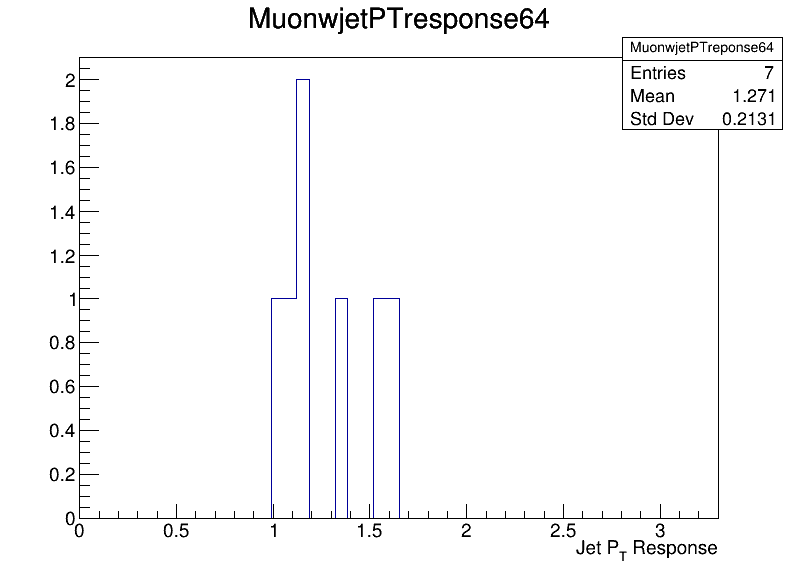 MuonwjetPTresponse64
MuonwjetPTreponse64
Entries 7
Mean 1.271
Std Dev 0.2131
2
1.8
1.6
1.4
1.2
1
0.8
0.6
0.4
0.2
0
0 0.5 1 1.5 2 2.5 3
Jet PT Response